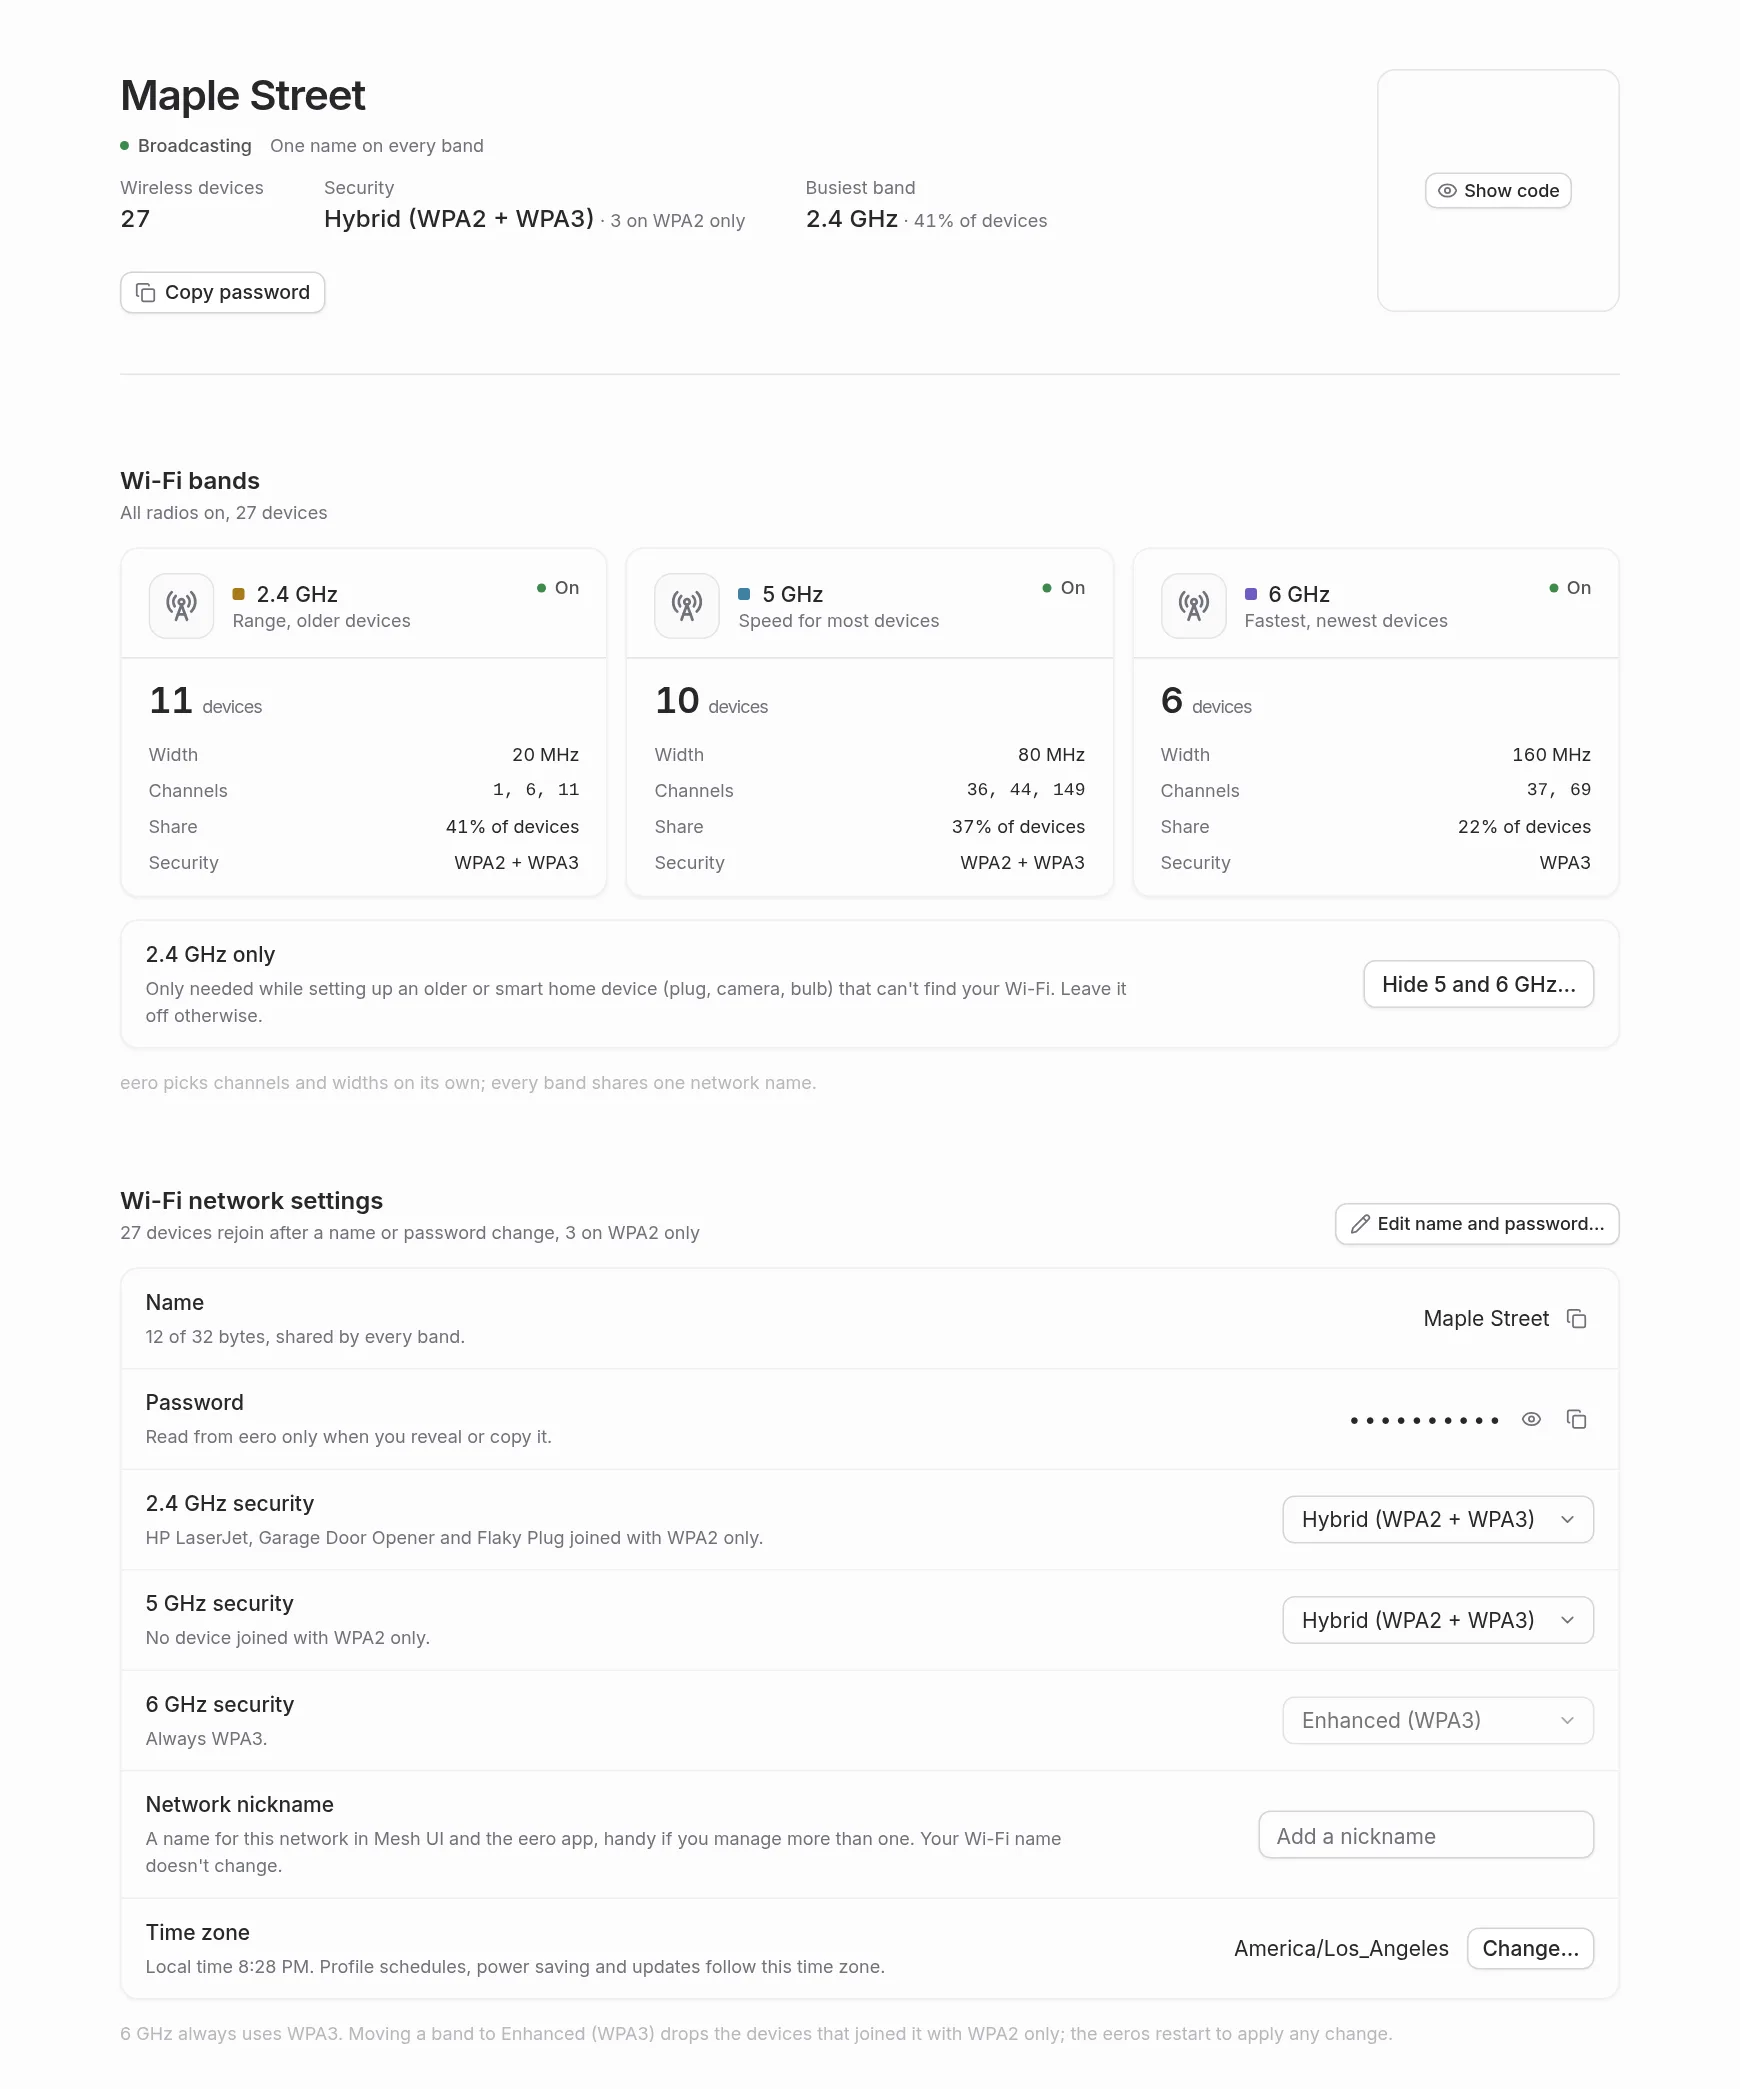 Maple Street
Broadcasting One name on every band
Wireless devices Security Busiest band
27 Hybrid (WPA2 + WPA3) · 3 on WPA2 only 2.4 GHz · 41% of devices
Show code
Copy password
Wi-Fi bands
All radios on, 27 devices
2.4 GHz
Range, older devices
On
11 devices
Width 20 MHz
Channels 1, 6, 11
Share 41% of devices
Security WPA2 + WPA3
5 GHz
Speed for most devices
On
10 devices
Width 80 MHz
Channels 36, 44, 149
Share 37% of devices
Security WPA2 + WPA3
6 GHz
Fastest, newest devices
On
6 devices
Width 160 MHz
Channels 37, 69
Share 22% of devices
Security WPA3
2.4 GHz only
Only needed while setting up an older or smart home device (plug, camera, bulb) that can't find your Wi-Fi. Leave it
off otherwise.
Hide 5 and 6 GHz...
eero picks channels and widths on its own; every band shares one network name.
Wi-Fi network settings
27 devices rejoin after a name or password change, 3 on WPA2 only
Edit name and password...
Name
12 of 32 bytes, shared by every band.
Maple Street
Password
Read from eero only when you reveal or copy it.
••••••••••
2.4 GHz security
HP LaserJet, Garage Door Opener and Flaky Plug joined with WPA2 only.
Hybrid (WPA2 + WPA3)
5 GHz security
No device joined with WPA2 only.
Hybrid (WPA2 + WPA3)
6 GHz security
Always WPA3.
Enhanced (WPA3)
Network nickname
A name for this network in Mesh UI and the eero app, handy if you manage more than one. Your Wi-Fi name
doesn't change.
Add a nickname
Time zone
Local time 8:28 PM. Profile schedules, power saving and updates follow this time zone.
America/Los_Angeles
Change...
6 GHz always uses WPA3. Moving a band to Enhanced (WPA3) drops the devices that joined it with WPA2 only; the eeros restart to apply any change.